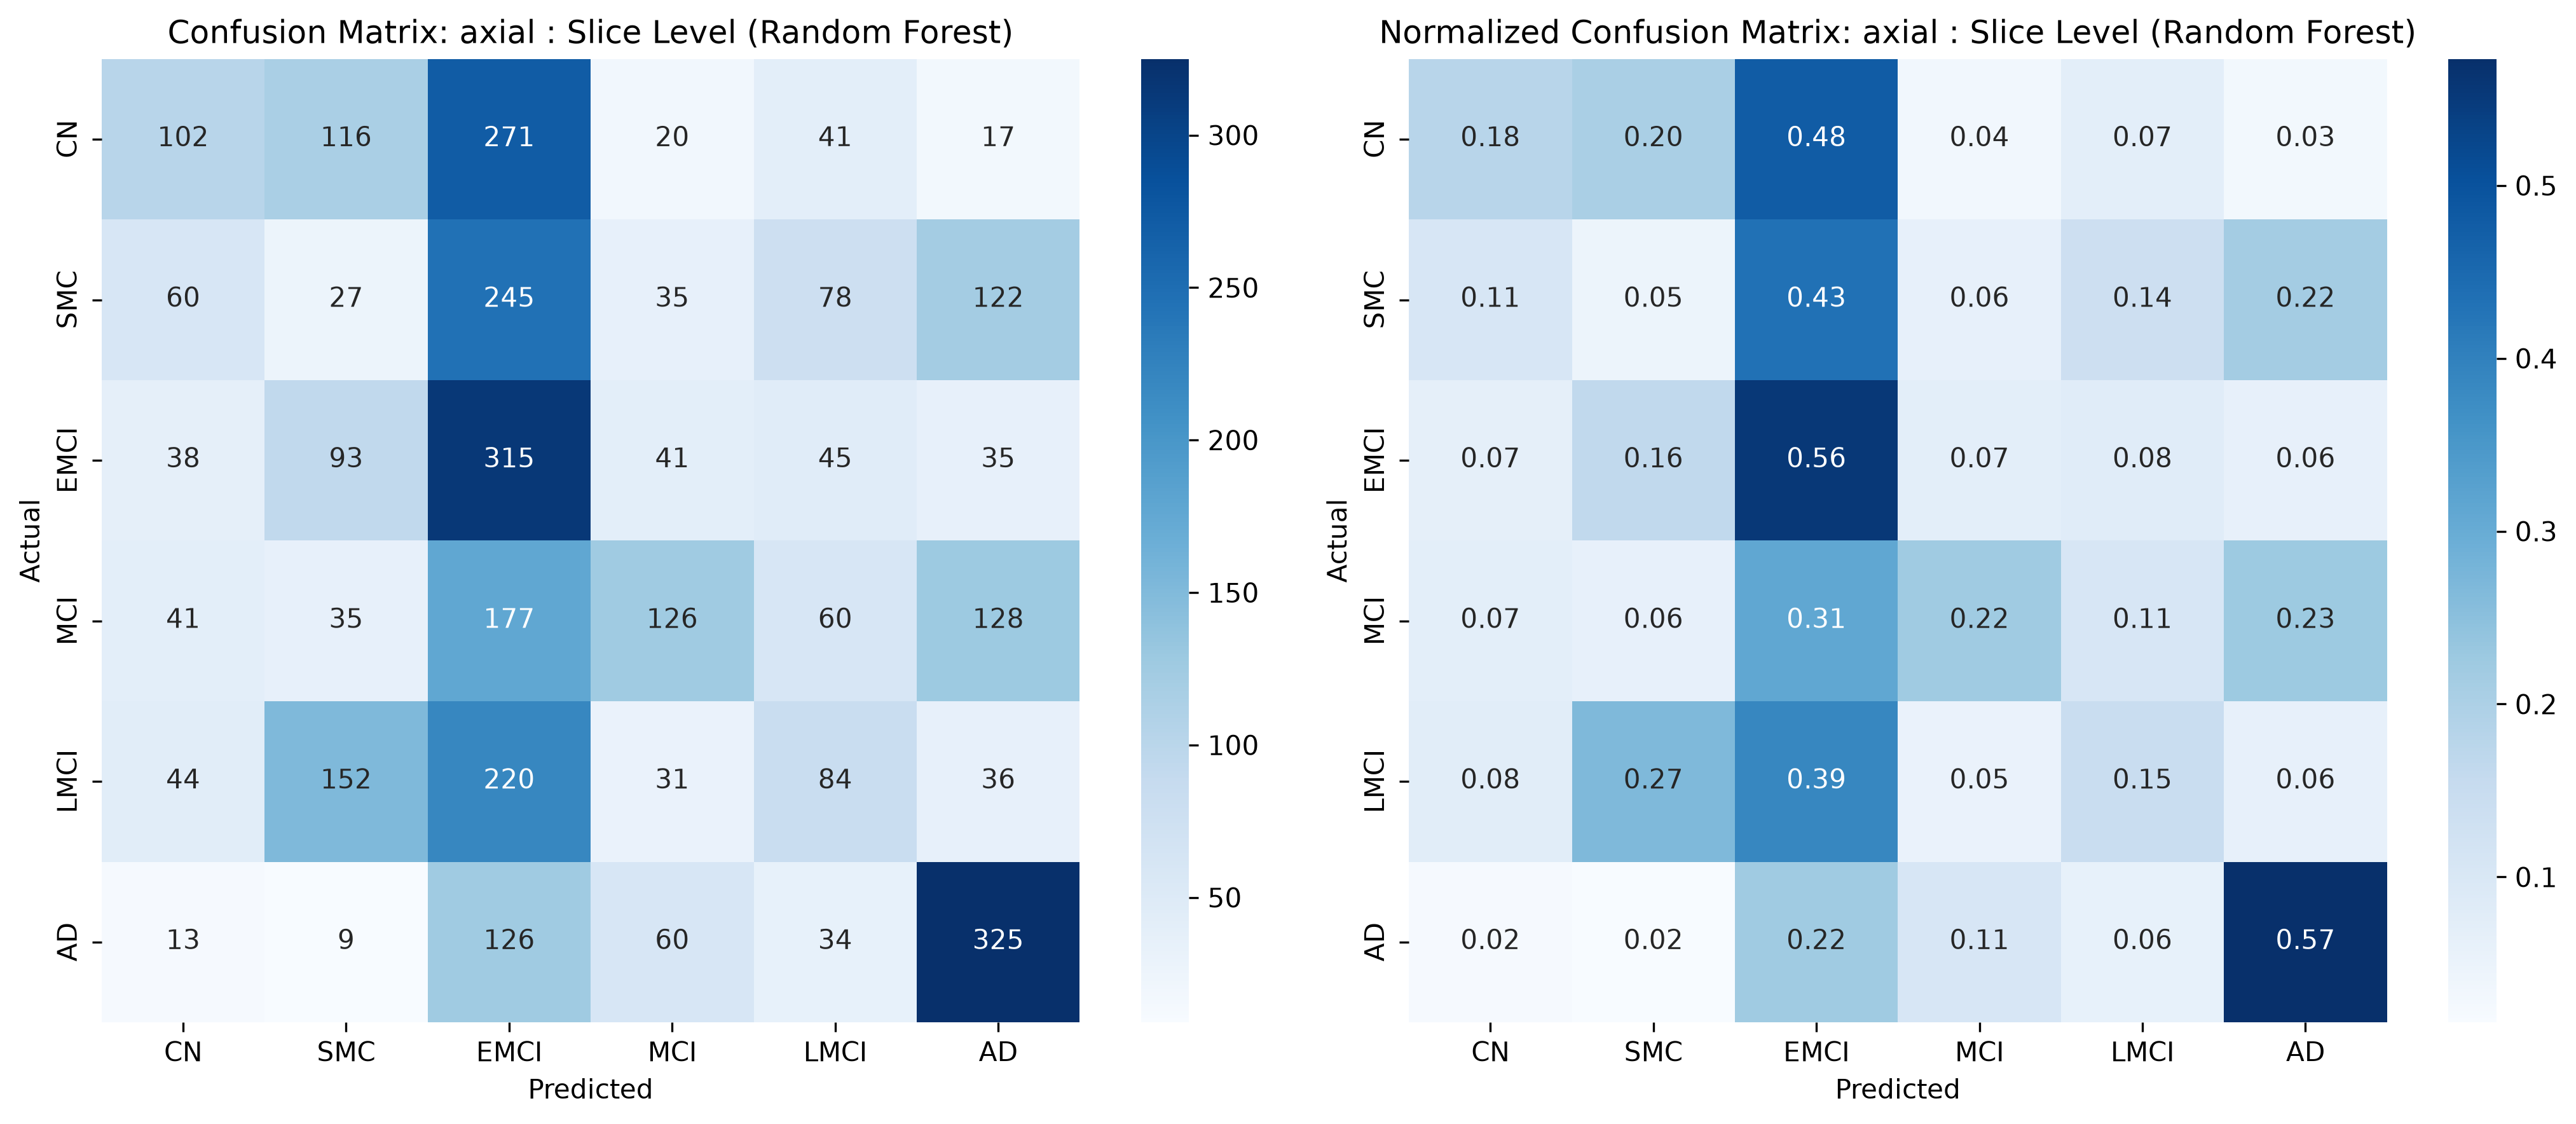 Confusion Matrix: axial : Slice Level (Random Forest)
CN 102 116 271 20 41 17
SMC 60 27 245 35 78 122
EMCI 38 93 315 41 45 35
MCI 41 35 177 126 60 128
LMCI 44 152 220 31 84 36
AD 13 9 126 60 34 325
CN SMC EMCI MCI LMCI AD
Predicted
Actual
300
250
200
150
100
50
Normalized Confusion Matrix: axial : Slice Level (Random Forest)
CN 0.18 0.20 0.48 0.04 0.07 0.03
SMC 0.11 0.05 0.43 0.06 0.14 0.22
EMCI 0.07 0.16 0.56 0.07 0.08 0.06
MCI 0.07 0.06 0.31 0.22 0.11 0.23
LMCI 0.08 0.27 0.39 0.05 0.15 0.06
AD 0.02 0.02 0.22 0.11 0.06 0.57
CN SMC EMCI MCI LMCI AD
Predicted
Actual
0.5
0.4
0.3
0.2
0.1